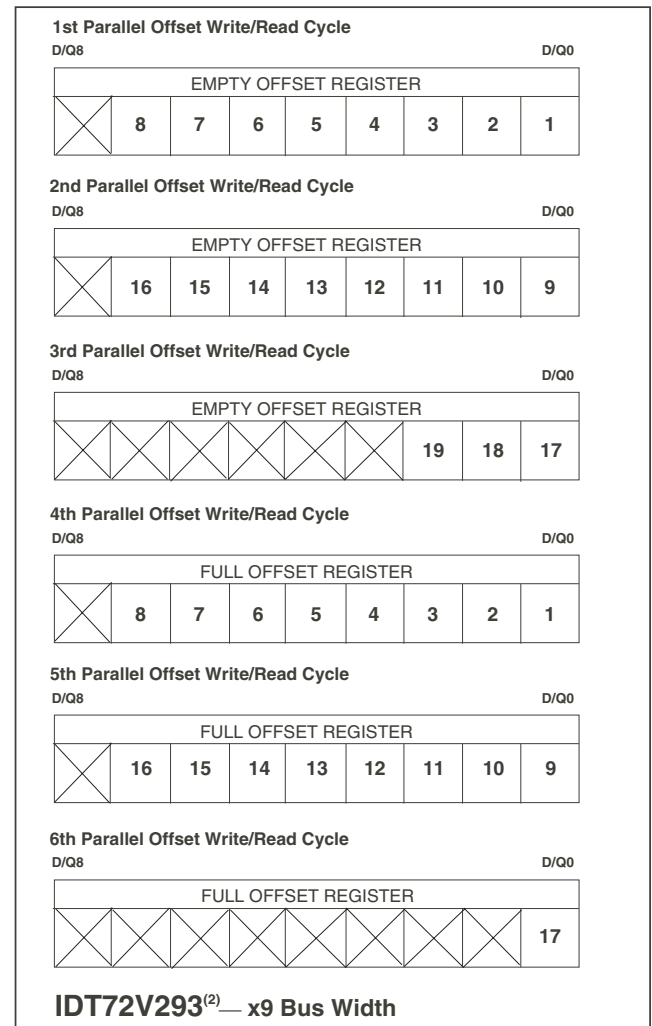 1st Parallel Offset Write/Read Cycle
D/Q8 D/Q0
EMPTY OFFSET REGISTER
8 7 6 5 4 3 2 1
2nd Parallel Offset Write/Read Cycle
D/Q8 D/Q0
EMPTY OFFSET REGISTER
16 15 14 13 12 11 10 9
3rd Parallel Offset Write/Read Cycle
D/Q8 D/Q0
EMPTY OFFSET REGISTER
19 18 17
4th Parallel Offset Write/Read Cycle
D/Q8 D/Q0
FULL OFFSET REGISTER
8 7 6 5 4 3 2 1
5th Parallel Offset Write/Read Cycle
D/Q8 D/Q0
FULL OFFSET REGISTER
16 15 14 13 12 11 10 9
6th Parallel Offset Write/Read Cycle
D/Q8 D/Q0
FULL OFFSET REGISTER
17
IDT72V293(2)— x9 Bus Width